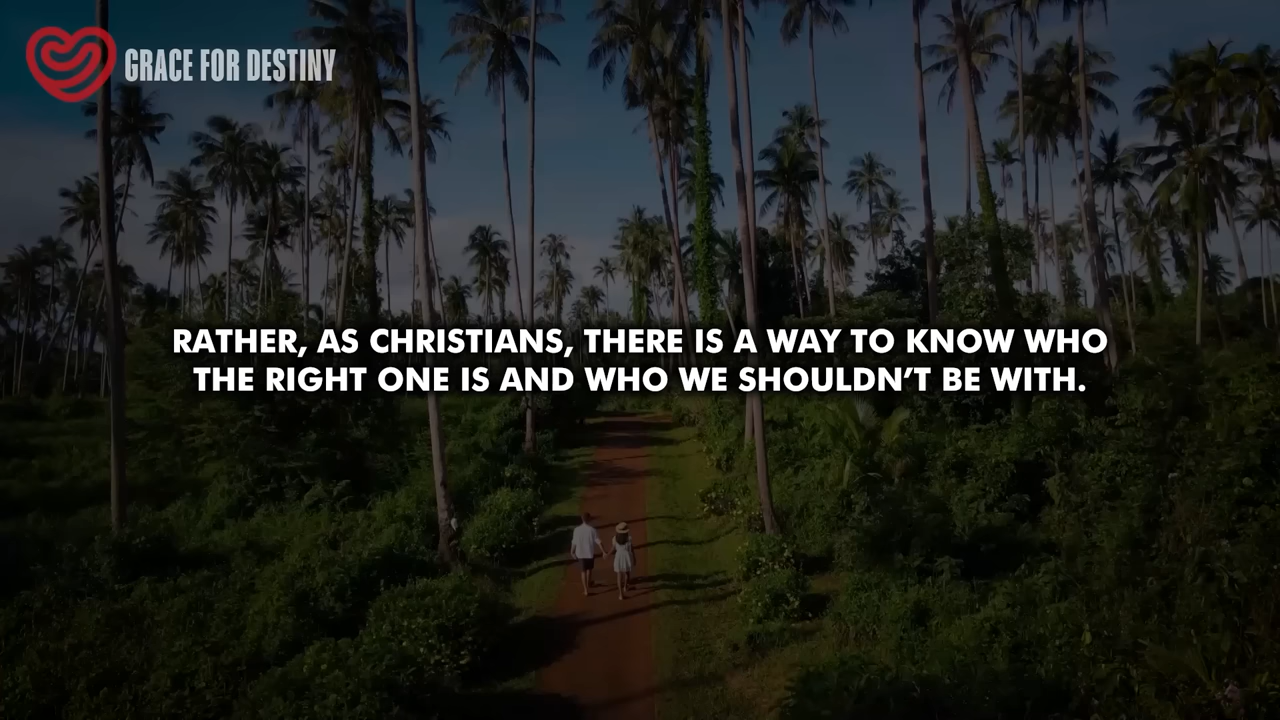 GRACE FOR DESTINY
RATHER, AS CHRISTIANS, THERE IS A WAY TO KNOW WHO
THE RIGHT ONE IS AND WHO WE SHOULDN’T BE WITH.